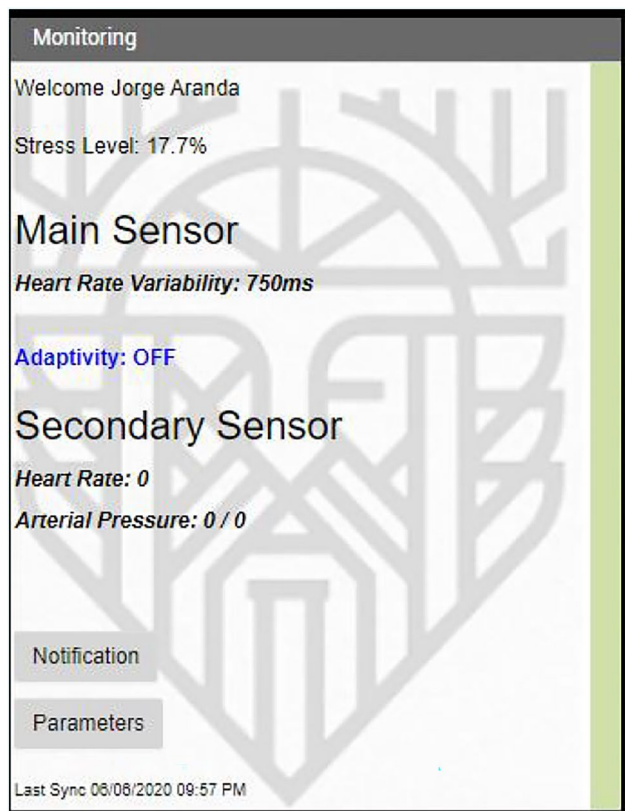 Monitoring
Welcome Jorge Aranda
Stress Level: 17.7%
Main Sensor
Heart Rate Variability: 750ms
Adaptivity: OFF
Secondary Sensor
Heart Rate: 0
Arterial Pressure: 0 / 0
Notification
Parameters
Last Sync 06/06/2020 09:57 PM